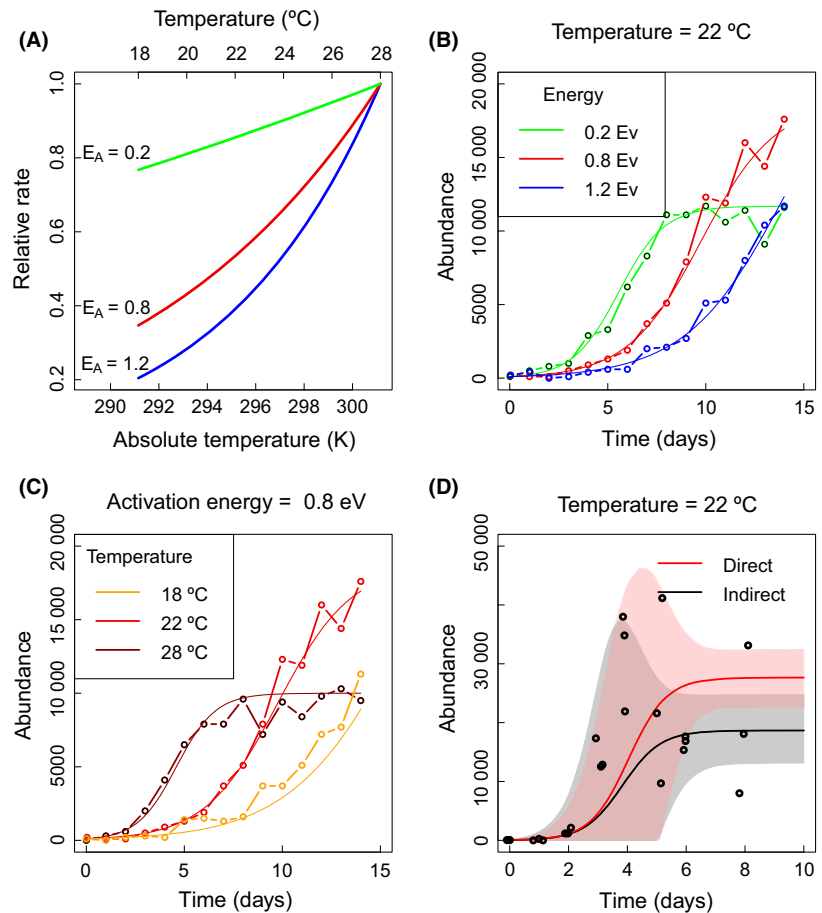 (A)
Temperature (ºC)
18 20 22 24 26 28
Relative rate
1.0
0.8
0.6
0.4
0.2
E_A = 0.2
E_A = 0.8
E_A = 1.2
290 292 294 296 298 300
Absolute temperature (K)
(B)
Temperature = 22 ºC
Abundance
20 000
15 000
10 000
5000
0
Energy
0.2 Ev
0.8 Ev
1.2 Ev
0 5 10 15
Time (days)
(C)
Activation energy = 0.8 eV
Abundance
20 000
15 000
10 000
5000
0
Temperature
18 ºC
22 ºC
28 ºC
0 5 10 15
Time (days)
(D)
Temperature = 22 ºC
Abundance
50 000
30 000
10 000
0
Direct
Indirect
0 2 4 6 8 10
Time (days)